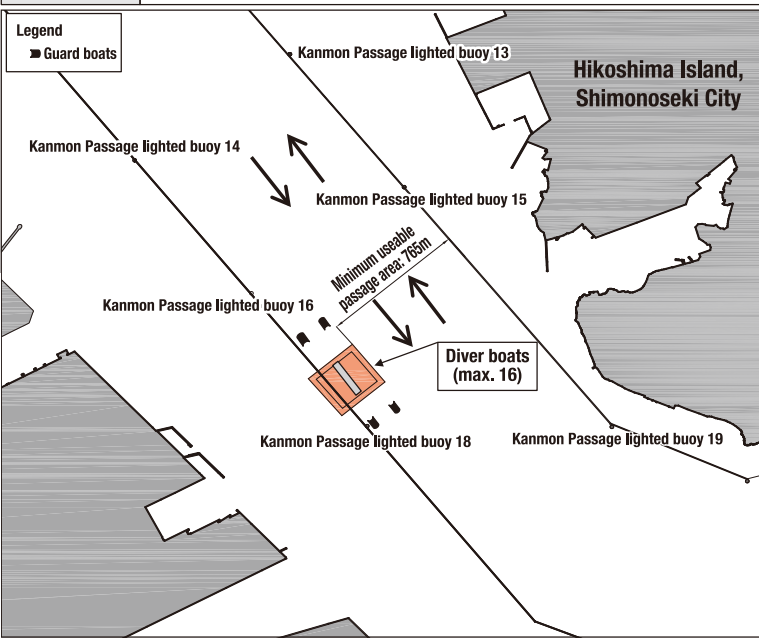 Legend
Guard boats
Kanmon Passage lighted buoy 13
Hikoshima Island,
Shimonoseki City
Kanmon Passage lighted buoy 14
Kanmon Passage lighted buoy 15
Minimum useable
passage area: 765m
Kanmon Passage lighted buoy 16
Diver boats
(max. 16)
Kanmon Passage lighted buoy 18
Kanmon Passage lighted buoy 19